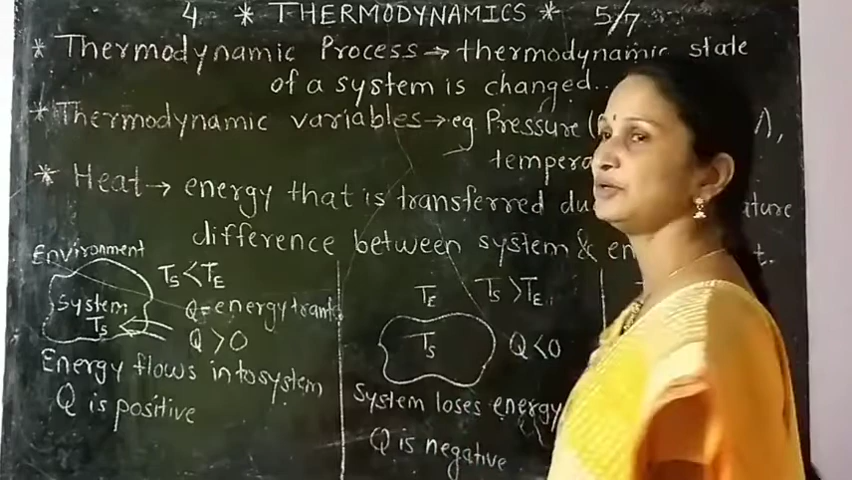 4. * THERMODYNAMICS * 5/7
* Thermodynamic Process → thermodynamic state
of a system is changed..
* Thermodynamic variables → eg. Pressure ( ),
tempera
* Heat → energy that is transferred du ature
difference between system & en t.
Environment
System
Ts
Ts < TE
Q = energy trans
Q > 0
Energy flows into system
Q is positive
TE
Ts > TE
Ts
Q < 0
System loses energy
Q is negative